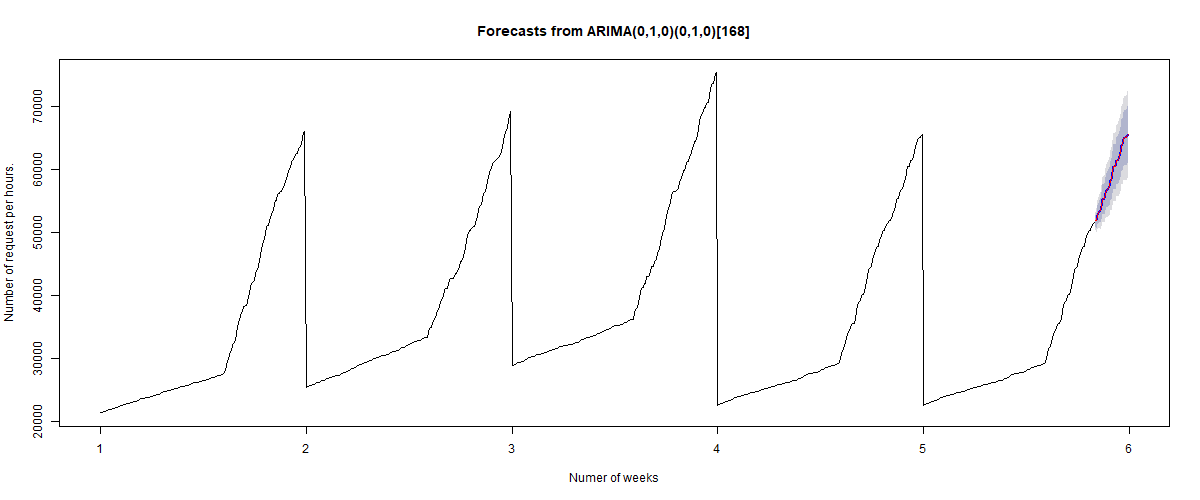 Forecasts from ARIMA(0,1,0)(0,1,0)[168]
Number of request per hours.
70000
60000
50000
40000
30000
20000
1 2 3 4 5 6
Numer of weeks